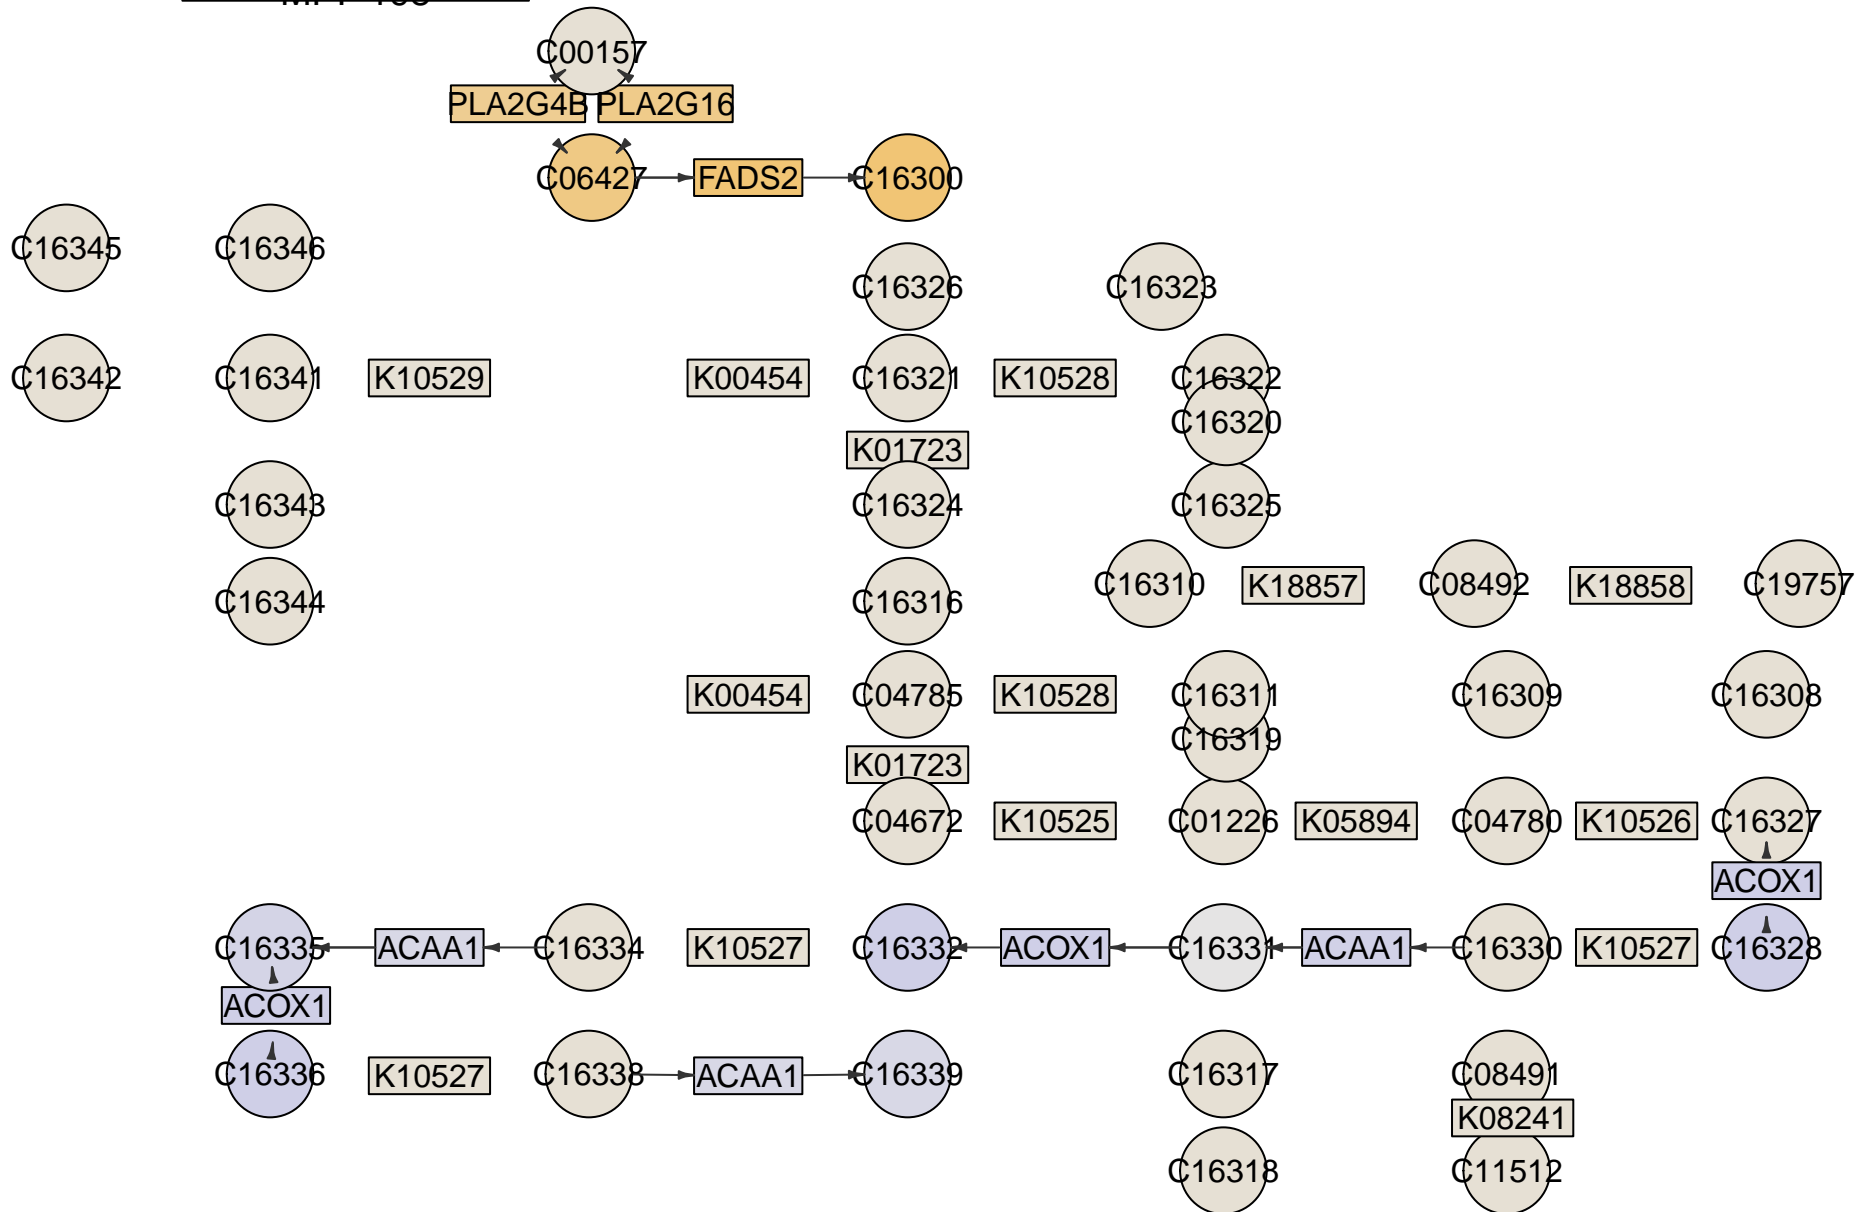 C00157
PLA2G4B PLA2G16
C06427 FADS2 C16300
C16345 C16346
C16326 C16323
C16342 C16341 K10529 K00454 C16321 K10528 C16322
C16320
K01723
C16343 C16324 C16325
C16310 K18857 C08492 K18858 C19757
C16344 C16316
K00454 C04785 K10528 C16311 C16309 C16308
C16319
K01723
C04672 K10525 C01226 K05894 C04780 K10526 C16327
ACOX1
C16335 ACAA1 C16334 K10527 C16332 ACOX1 C16331 ACAA1 C16330 K10527 C16328
ACOX1
C16336 K10527 C16338 ACAA1 C16339 C16317 C08491
K08241
C16318 C11512